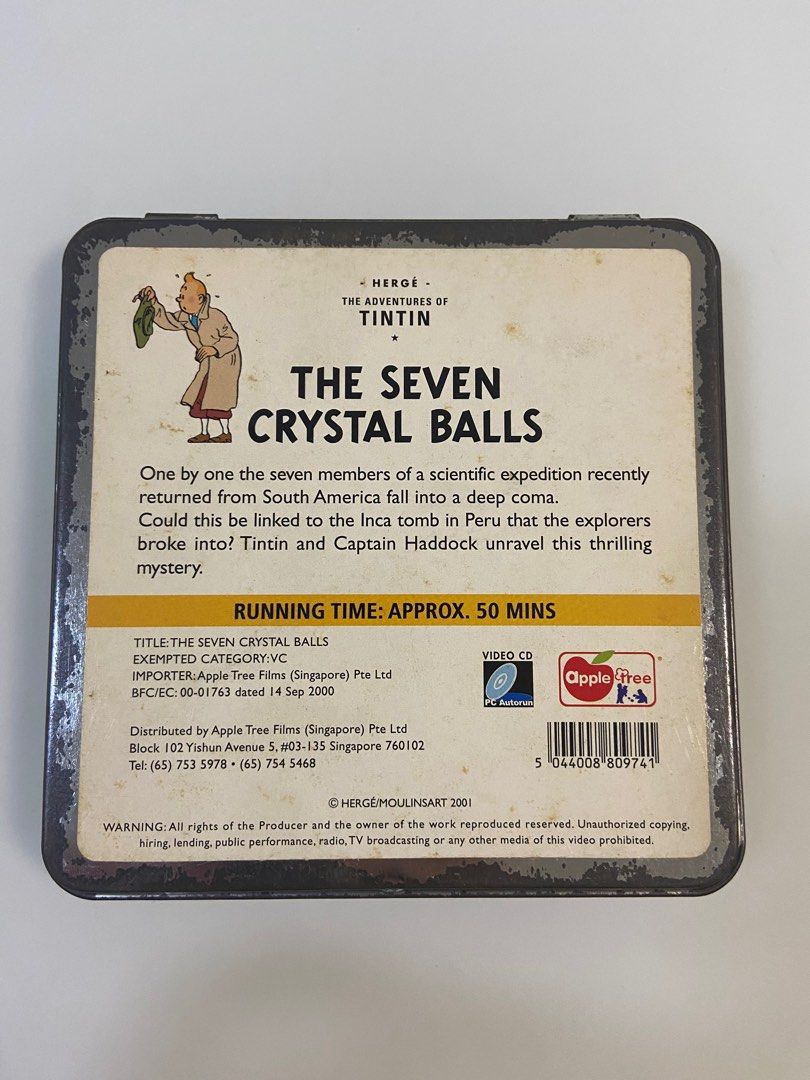 - HERGÉ -
THE ADVENTURES OF
TINTIN
THE SEVEN
CRYSTAL BALLS
One by one the seven members of a scientific expedition recently
returned from South America fall into a deep coma.
Could this be linked to the Inca tomb in Peru that the explorers
broke into? Tintin and Captain Haddock unravel this thrilling
mystery.
RUNNING TIME: APPROX. 50 MINS
TITLE: THE SEVEN CRYSTAL BALLS
EXEMPTED CATEGORY: VC
IMPORTER: Apple Tree Films (Singapore) Pte Ltd
BFC/EC: 00-01763 dated 14 Sep 2000
VIDEO CD
PC Autorun
apple tree
Distributed by Apple Tree Films (Singapore) Pte Ltd
Block 102 Yishun Avenue 5, #03-135 Singapore 760102
Tel: (65) 753 5978 • (65) 754 5468
5 044008 809741
© HERGÉ/MOULINSART 2001
WARNING: All rights of the Producer and the owner of the work reproduced reserved. Unauthorized copying,
hiring, lending, public performance, radio, TV broadcasting or any other media of this video prohibited.